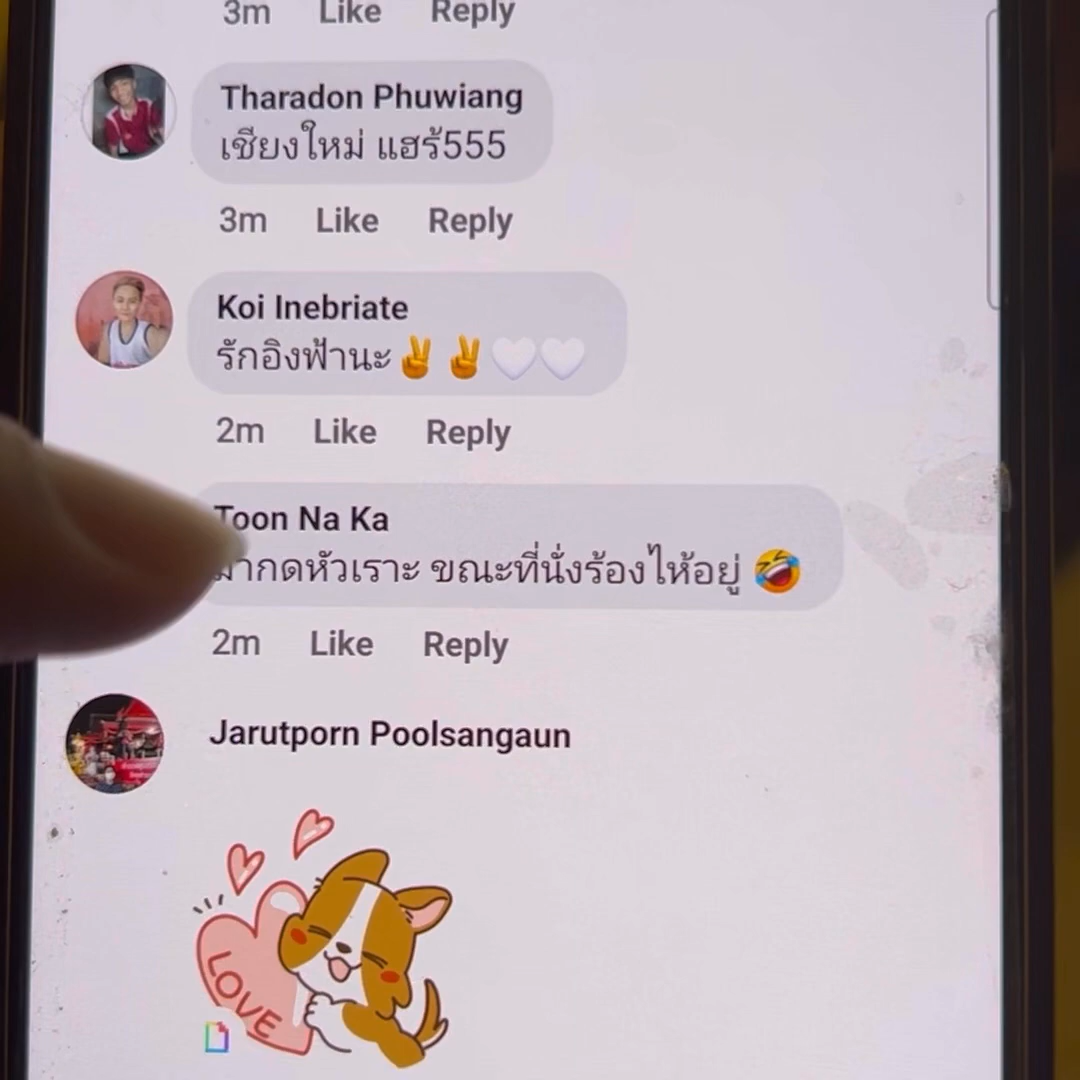 3m Like Reply
Tharadon Phuwiang
เชียงใหม่ แฮร้555
3m Like Reply
Koi Inebriate
รักอิงฟ้านะ✌️✌️🤍🤍
2m Like Reply
Toon Na Ka
มากดหัวเราะ ขณะที่นั่งร้องไห้อยู่ 🤣
2m Like Reply
Jarutporn Poolsangaun
LOVE